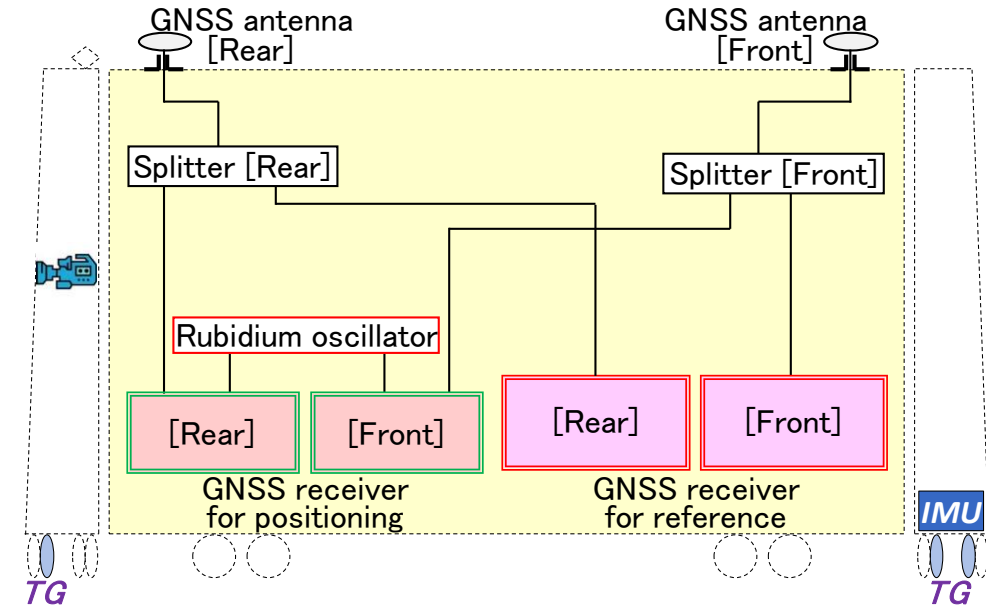 GNSS antenna
[Rear]
GNSS antenna
[Front]
Splitter [Rear]
Splitter [Front]
Rubidium oscillator
[Rear]
[Front]
[Rear]
[Front]
GNSS receiver
for positioning
GNSS receiver
for reference
IMU
TG
TG